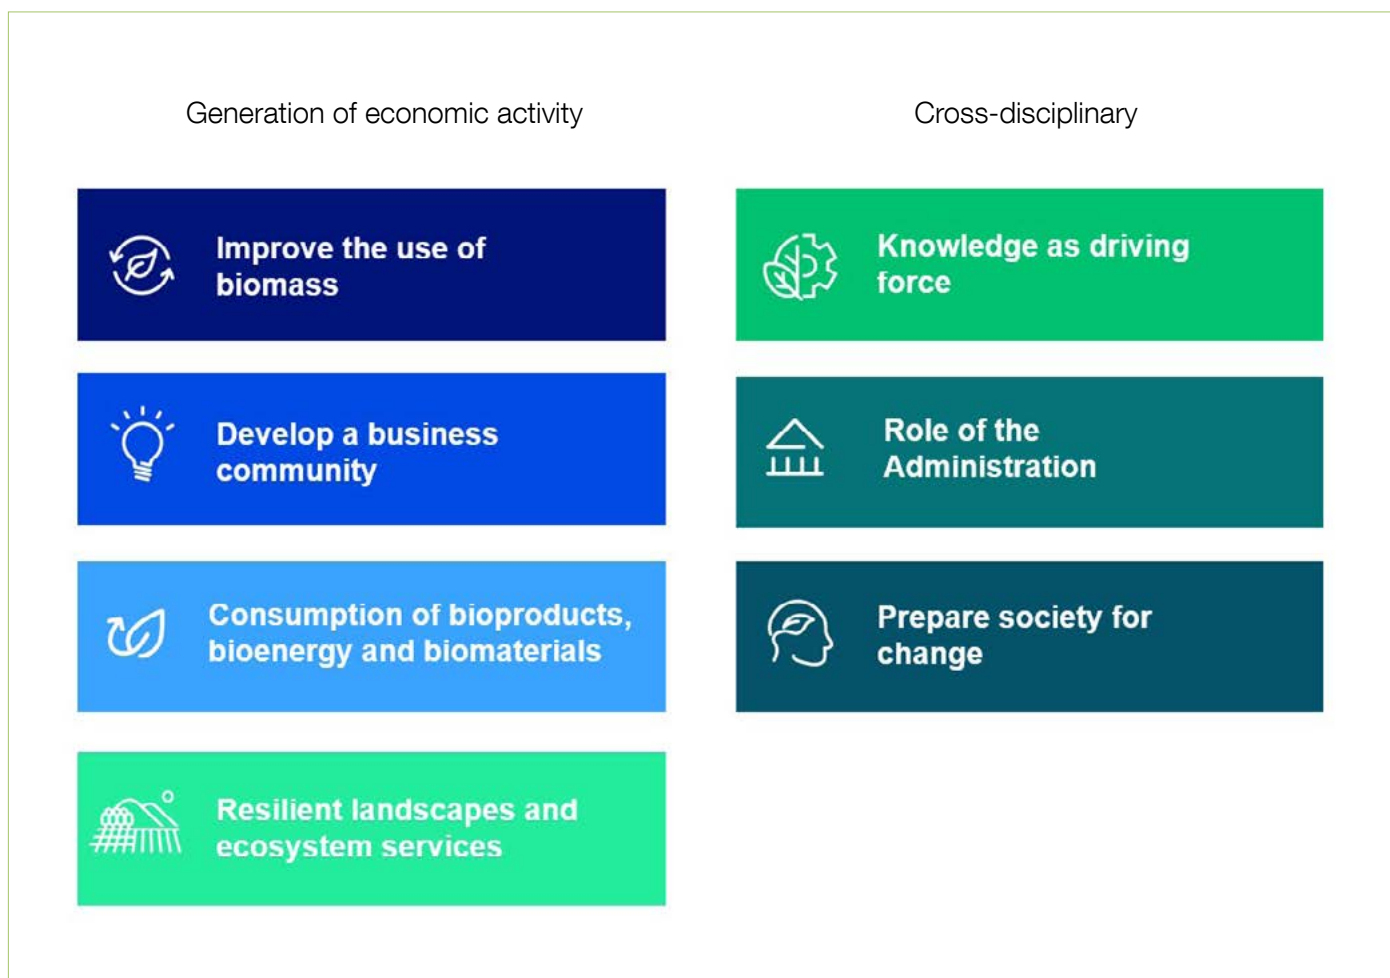 Generation of economic activity
Improve the use of
biomass
Develop a business
community
Consumption of bioproducts,
bioenergy and biomaterials
Resilient landscapes and
ecosystem services
Cross-disciplinary
Knowledge as driving
force
Role of the
Administration
Prepare society for
change